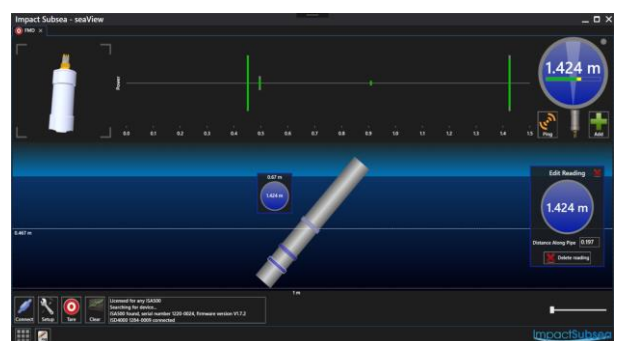 Impact Subsea - seaView
FMD
Power
1.424 m
0.0 0.1 0.2 0.3 0.4 0.5 0.6 0.7 0.8 0.9 1.0 1.1 1.2 1.3 1.4 1.5
Ping
Add
0.67 m
1.424 m
Edit Reading
1.424 m
Distance Along Pipe 0.197
Delete reading
0.467 m
1 m
Connect
Setup
Tare
Clear
Licensed for any ISA500
Searching for device...
ISA500 found, serial number 1220-0024, firmware version V1.7.2
ISD4000 1204-0009 connected
ImpactSubsea